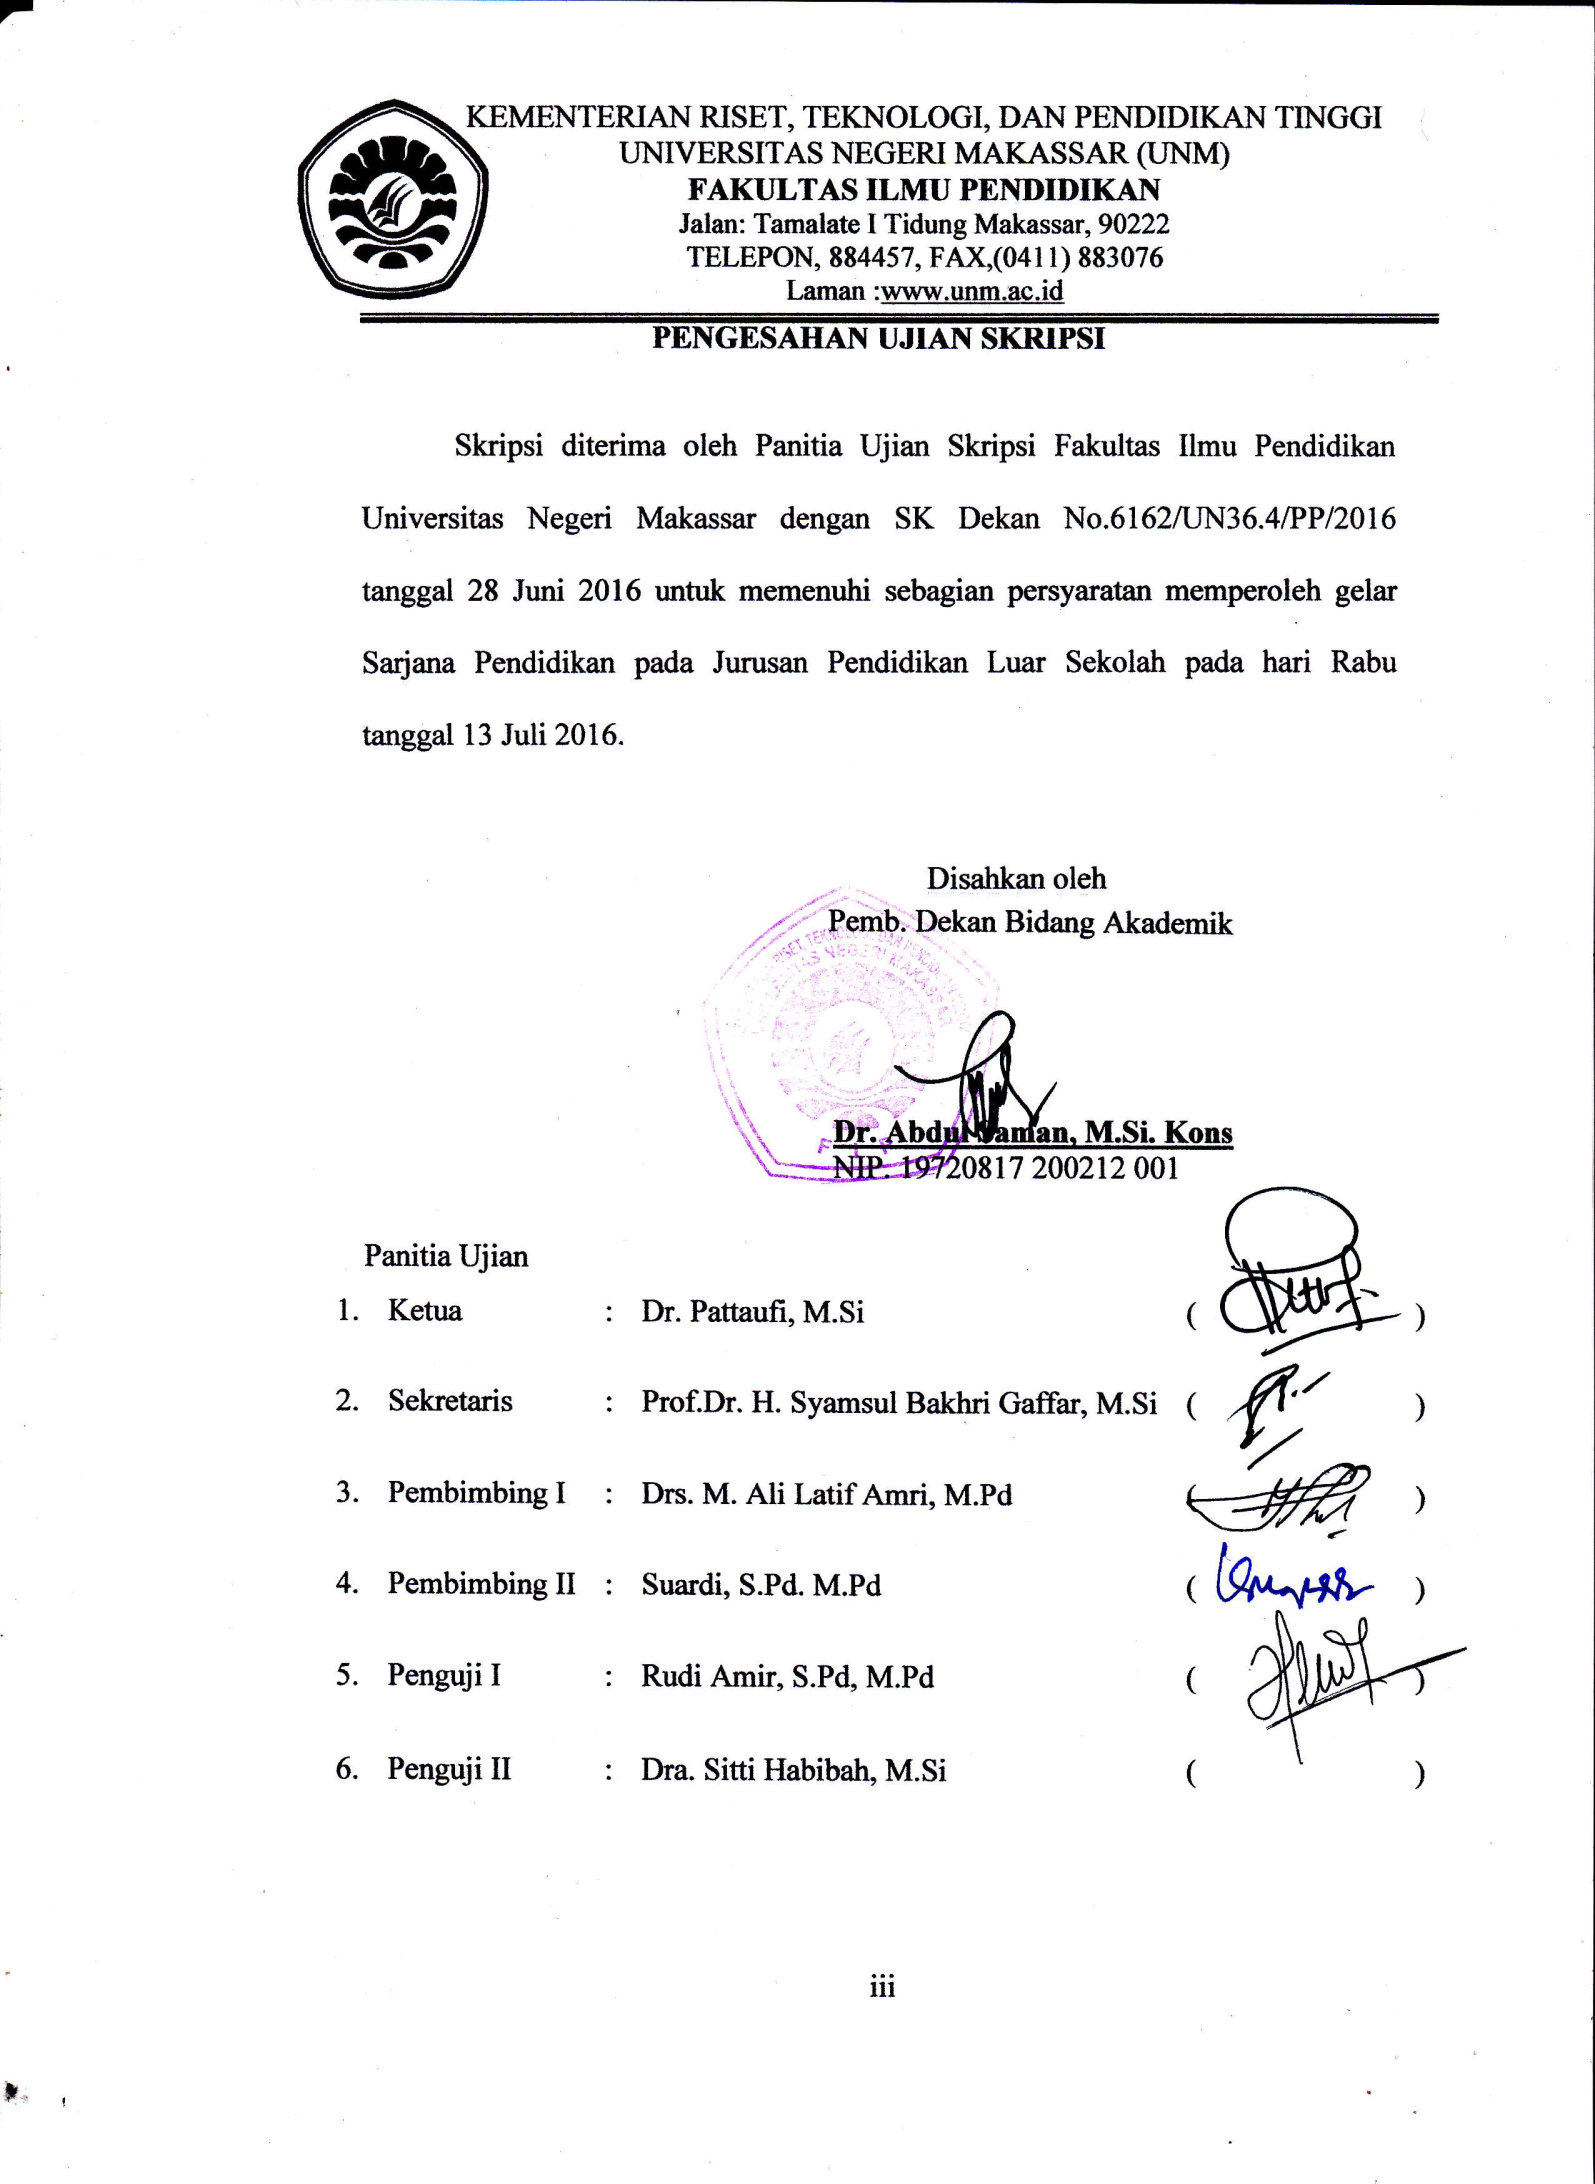 KEMENTERIAN RISET, TEKNOLOGI, DAN PENDIDIKAN TINGGI
UNIVERSITAS NEGERI MAKASSAR (UNM)
FAKULTAS ILMU PENDIDIKAN
Jalan: Tamalate I Tidung Makassar, 90222
TELEPON, 884457, FAX,(0411) 883076
Laman :www.unm.ac.id
PENGESAHAN UJIAN SKRIPSI
Skripsi diterima oleh Panitia Ujian Skripsi Fakultas Ilmu Pendidikan
Universitas Negeri Makassar dengan SK Dekan No.6162/UN36.4/PP/2016
tanggal 28 Juni 2016 untuk memenuhi sebagian persyaratan memperoleh gelar
Sarjana Pendidikan pada Jurusan Pendidikan Luar Sekolah pada hari Rabu
tanggal 13 Juli 2016.
Disahkan oleh
Pemb. Dekan Bidang Akademik
RISET, TEKNOLOGI DAN PENDIDIKAN
NEGERI MAKASSAR
F I P
Dr. Abdul Saman, M.Si. Kons
NIP. 19720817 200212 001
Panitia Ujian
1. Ketua : Dr. Pattaufi, M.Si ( )
2. Sekretaris : Prof.Dr. H. Syamsul Bakhri Gaffar, M.Si ( )
3. Pembimbing I : Drs. M. Ali Latif Amri, M.Pd ( )
4. Pembimbing II : Suardi, S.Pd. M.Pd ( )
5. Penguji I : Rudi Amir, S.Pd, M.Pd ( )
6. Penguji II : Dra. Sitti Habibah, M.Si ( )
iii